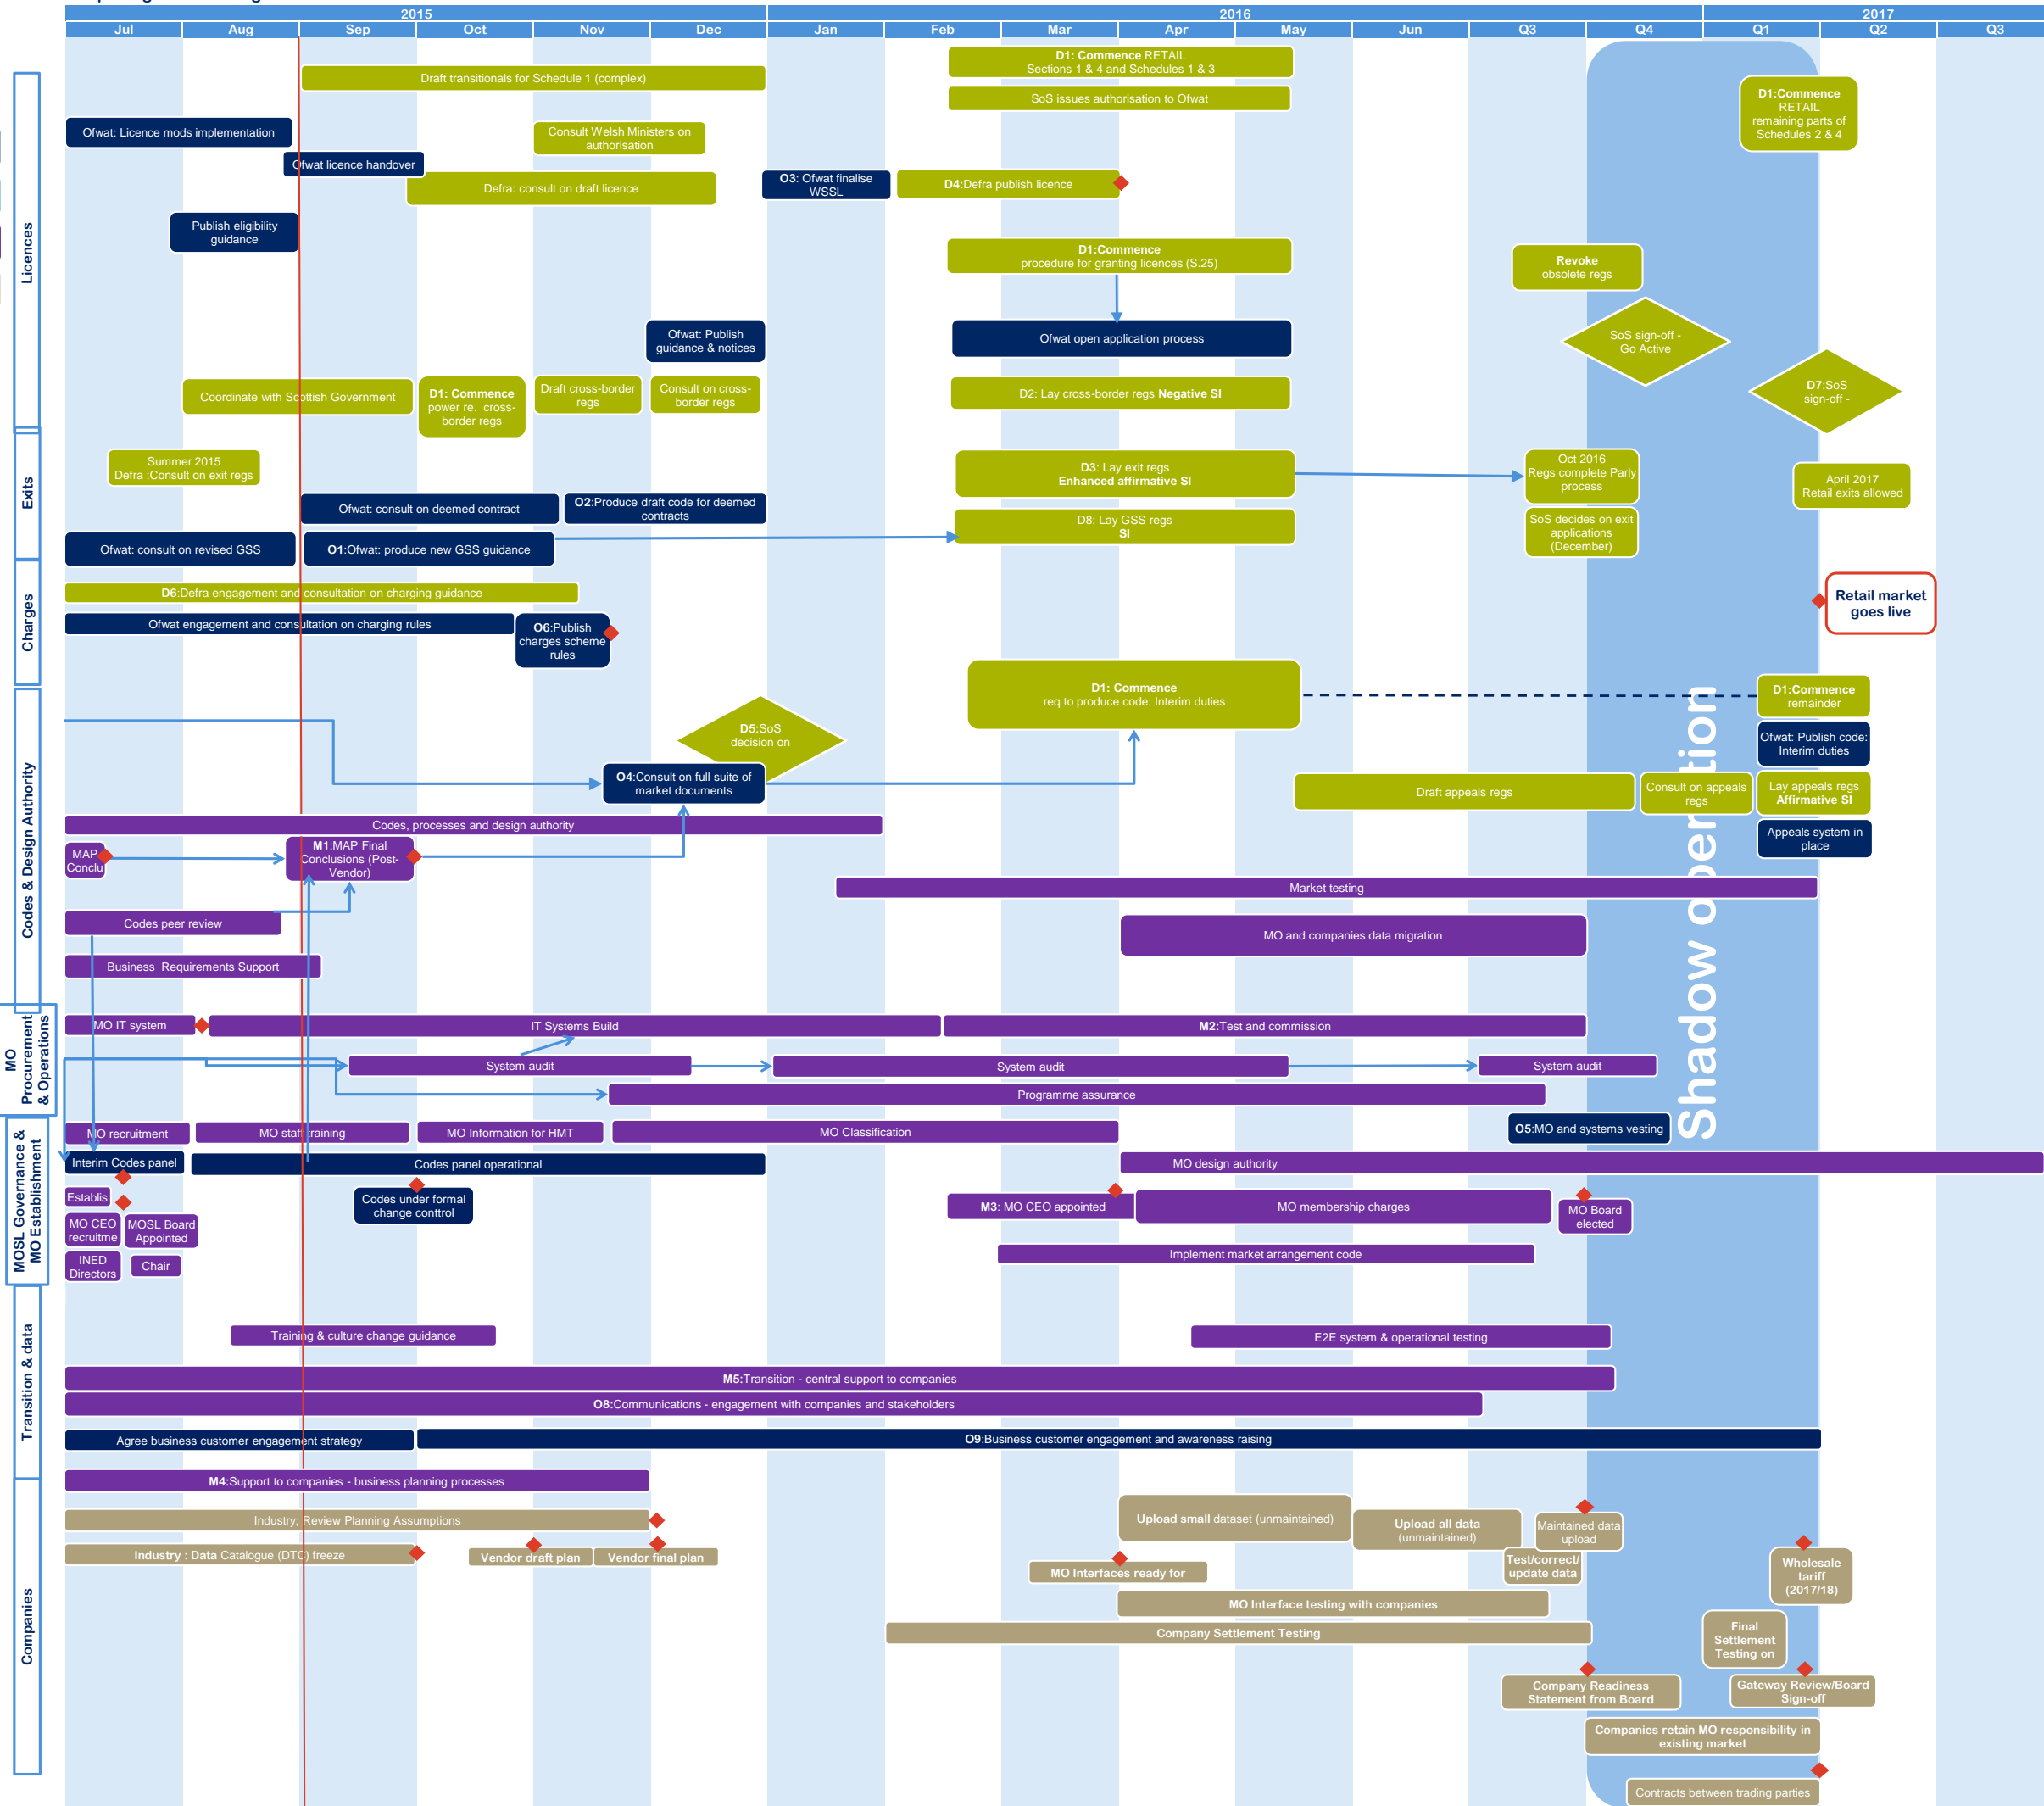 2015
2016
2017
Jul
Aug
Sep
Oct
Nov
Dec
Jan
Feb
Mar
Apr
May
Jun
Q3
Q4
Q1
Q2
Q3
Licences
Draft transitionals for Schedule 1 (complex)
D1: Commence RETAIL
Sections 1 & 4 and Schedules 1 & 3
SoS issues authorisation to Ofwat
D1:Commence
RETAIL
remaining parts of
Schedules 2 & 4
Ofwat: Licence mods implementation
Consult Welsh Ministers on
authorisation
Ofwat licence handover
Defra: consult on draft licence
O3: Ofwat finalise
WSSL
D4:Defra publish licence
Publish eligibility
guidance
D1:Commence
procedure for granting licences (S.25)
Revoke
obsolete regs
Ofwat: Publish
guidance & notices
Ofwat open application process
SoS sign-off -
Go Active
Coordinate with Scottish Government
D1: Commence
power re. cross-
border regs
Draft cross-border
regs
Consult on cross-
border regs
D2: Lay cross-border regs Negative SI
D7:SoS
sign-off -
Exits
Summer 2015
Defra :Consult on exit regs
D3: Lay exit regs
Enhanced affirmative SI
Oct 2016
Regs complete Parly
process
April 2017
Retail exits allowed
Ofwat: consult on deemed contract
O2:Produce draft code for deemed
contracts
D8: Lay GSS regs
SI
SoS decides on exit
applications
(December)
Ofwat: consult on revised GSS
O1:Ofwat: produce new GSS guidance
Charges
D6:Defra engagement and consultation on charging guidance
Ofwat engagement and consultation on charging rules
O6:Publish
charges scheme
rules
Retail market
goes live
Codes & Design Authority
D1: Commence
req to produce code: Interim duties
D1:Commence
remainder
D5:SoS
decision on
Ofwat: Publish code:
Interim duties
O4:Consult on full suite of
market documents
Draft appeals regs
Consult on appeals
regs
Lay appeals regs
Affirmative SI
Codes, processes and design authority
Appeals system in
place
MAP
Conclu
M1:MAP Final
Conclusions (Post-
Vendor)
Market testing
Codes peer review
MO and companies data migration
Business Requirements Support
Shadow operation
MO
Procurement
& Operations
MO IT system
IT Systems Build
M2:Test and commission
System audit
System audit
System audit
Programme assurance
MOSL Governance &
MO Establishment
MO recruitment
MO staff training
MO Information for HMT
MO Classification
O5:MO and systems vesting
Interim Codes panel
Codes panel operational
MO design authority
Establis
Codes under formal
change conttrol
M3: MO CEO appointed
MO membership charges
MO Board
elected
MO CEO
recruitme
MOSL Board
Appointed
INED
Directors
Chair
Implement market arrangement code
Transition & data
Training & culture change guidance
E2E system & operational testing
M5:Transition - central support to companies
O8:Communications - engagement with companies and stakeholders
Agree business customer engagement strategy
O9:Business customer engagement and awareness raising
Companies
M4:Support to companies - business planning processes
Industry; Review Planning Assumptions
Upload small dataset (unmaintained)
Upload all data
(unmaintained)
Maintained data
upload
Industry : Data Catalogue (DTC) freeze
Vendor draft plan
Vendor final plan
MO Interfaces ready for
Test/correct/
update data
Wholesale
tariff
(2017/18)
MO Interface testing with companies
Company Settlement Testing
Final
Settlement
Testing on
Company Readiness
Statement from Board
Gateway Review/Board
Sign-off
Companies retain MO responsibility in
existing market
Contracts between trading parties